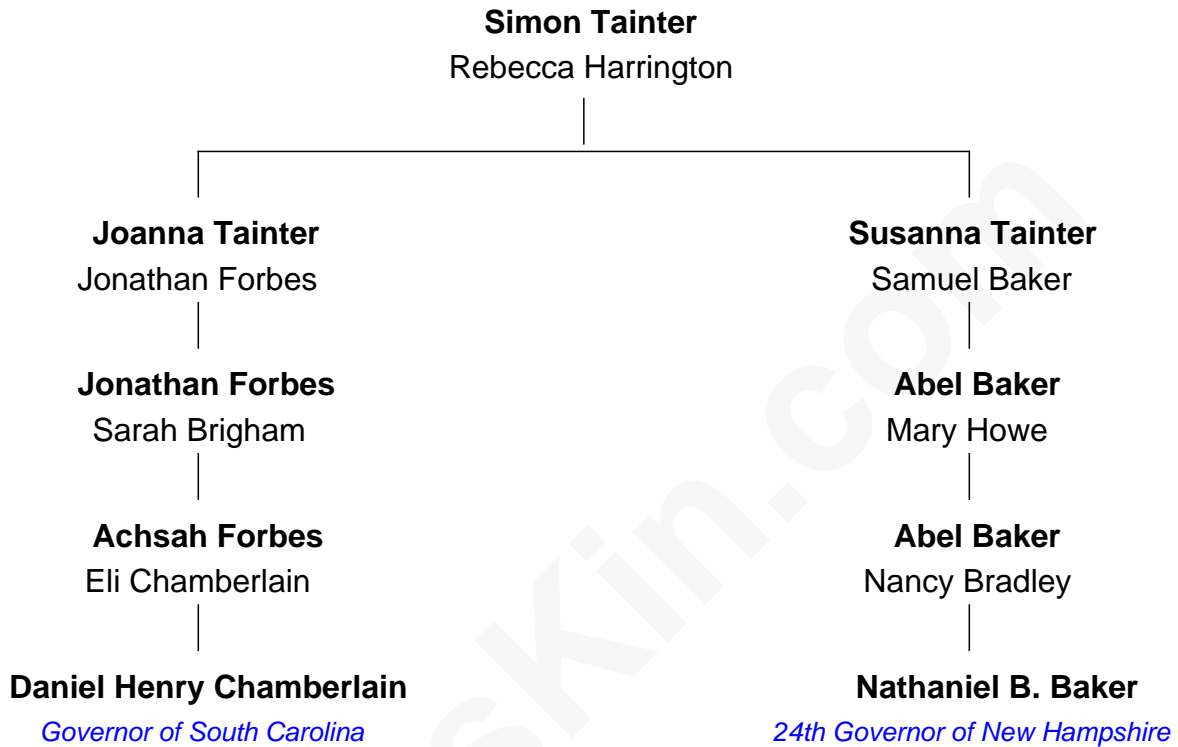 Simon Tainter
Rebecca Harrington
Joanna Tainter
Jonathan Forbes
Jonathan Forbes
Sarah Brigham
Achsah Forbes
Eli Chamberlain
Daniel Henry Chamberlain
Governor of South Carolina
Susanna Tainter
Samuel Baker
Abel Baker
Mary Howe
Abel Baker
Nancy Bradley
Nathaniel B. Baker
24th Governor of New Hampshire
sKin.com